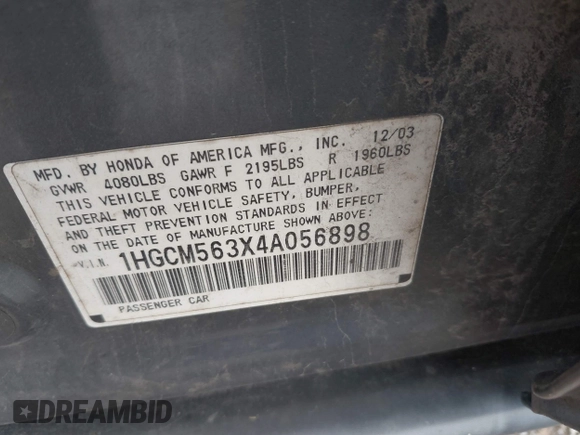 MFD. BY HONDA OF AMERICA MFG., INC. 12/03
GVWR 4080LBS GAWR F 2195LBS R 1960LBS
THIS VEHICLE CONFORMS TO ALL APPLICABLE
FEDERAL MOTOR VEHICLE SAFETY, BUMPER,
AND THEFT PREVENTION STANDARDS IN EFFECT
ON THE DATE OF MANUFACTURE SHOWN ABOVE:
V.I.N. 1HGCM563X4A056898
PASSENGER CAR
DREAMBID